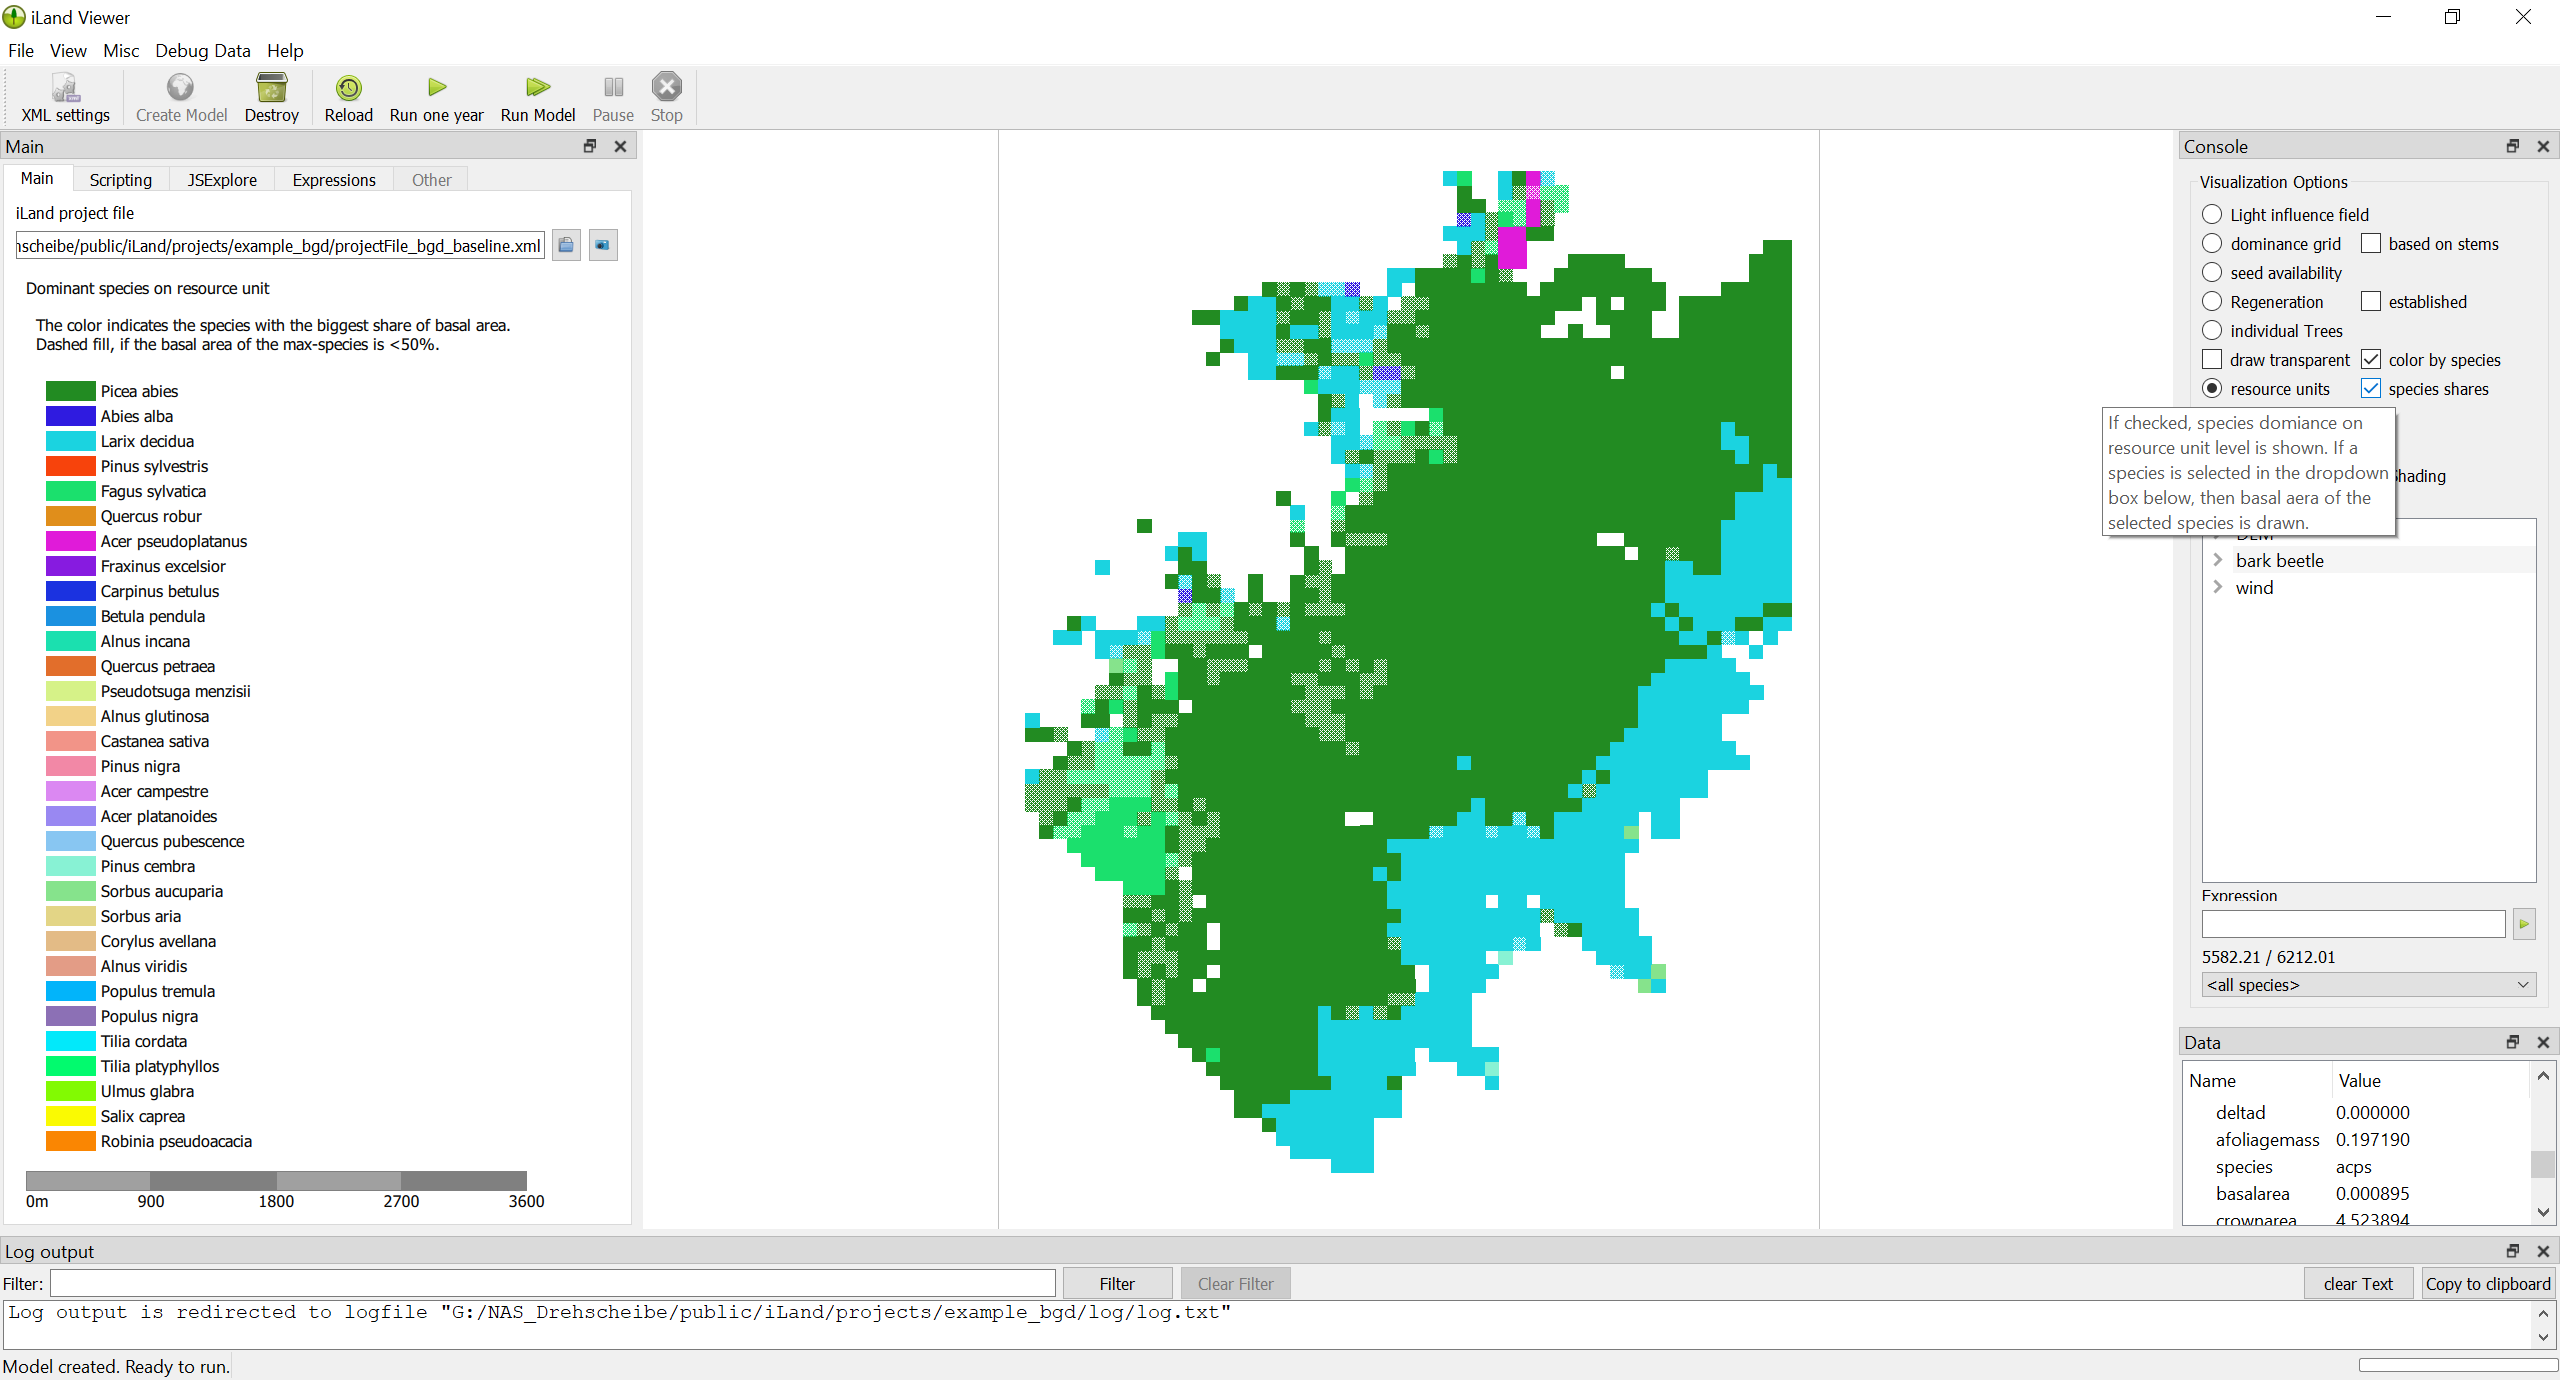 iLand Viewer
File View Misc Debug Data Help
XML settings Create Model Destroy Reload Run one year Run Model Pause Stop
Main
Main Scripting JSExplore Expressions Other
iLand project file
scheibe/public/iLand/projects/example_bgd/projectFile_bgd_baseline.xml
Dominant species on resource unit
The color indicates the species with the biggest share of basal area.
Dashed fill, if the basal area of the max-species is <50%.
Picea abies
Abies alba
Larix decidua
Pinus sylvestris
Fagus sylvatica
Quercus robur
Acer pseudoplatanus
Fraxinus excelsior
Carpinus betulus
Betula pendula
Alnus incana
Quercus petraea
Pseudotsuga menzisii
Alnus glutinosa
Castanea sativa
Pinus nigra
Acer campestre
Acer platanoides
Quercus pubescence
Pinus cembra
Sorbus aucuparia
Sorbus aria
Corylus avellana
Alnus viridis
Populus tremula
Populus nigra
Tilia cordata
Tilia platyphyllos
Ulmus glabra
Salix caprea
Robinia pseudoacacia
0m 900 1800 2700 3600
Console
Visualization Options
Light influence field
dominance grid based on stems
seed availability
Regeneration established
individual Trees
draw transparent color by species
resource units species shares
If checked, species domiance on
resource unit level is shown. If a
species is selected in the dropdown
box below, then basal aera of the
selected species is drawn.
hading
bark beetle
wind
Expression
5582.21 / 6212.01
<all species>
Data
Name Value
deltad 0.000000
afoliagemass 0.197190
species acps
basalarea 0.000895
crownarea 4.523894
Log output
Filter: Filter Clear Filter clear Text Copy to clipboard
Log output is redirected to logfile "G:/NAS_Drehscheibe/public/iLand/projects/example_bgd/log/log.txt"
Model created. Ready to run.